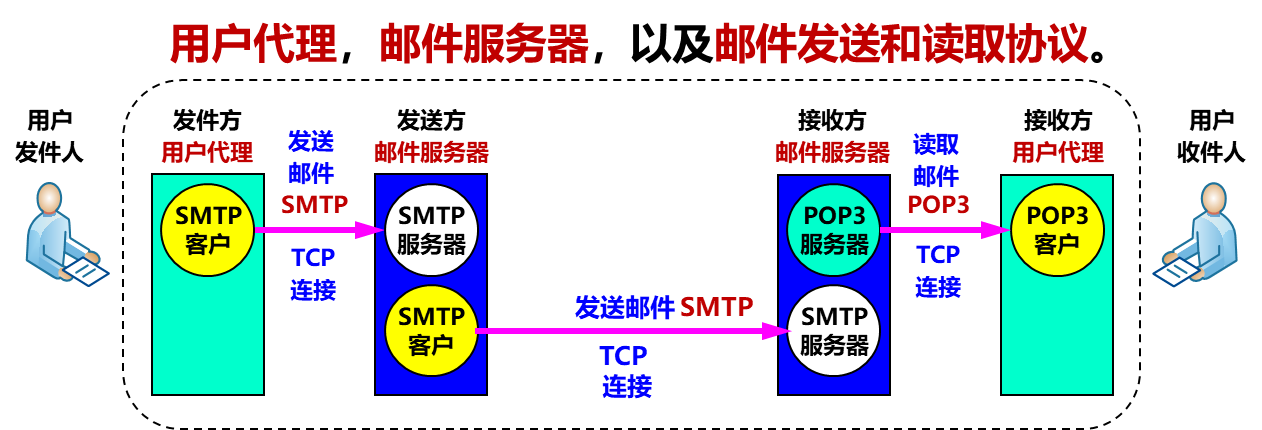 用户代理，邮件服务器，以及邮件发送和读取协议。
用户
发件人
发件方
用户代理
SMTP
客户
发送
邮件
SMTP
TCP
连接
发送方
邮件服务器
SMTP
服务器
SMTP
客户
发送邮件 SMTP
TCP
连接
接收方
邮件服务器
POP3
服务器
SMTP
服务器
读取
邮件
POP3
TCP
连接
接收方
用户代理
POP3
客户
用户
收件人